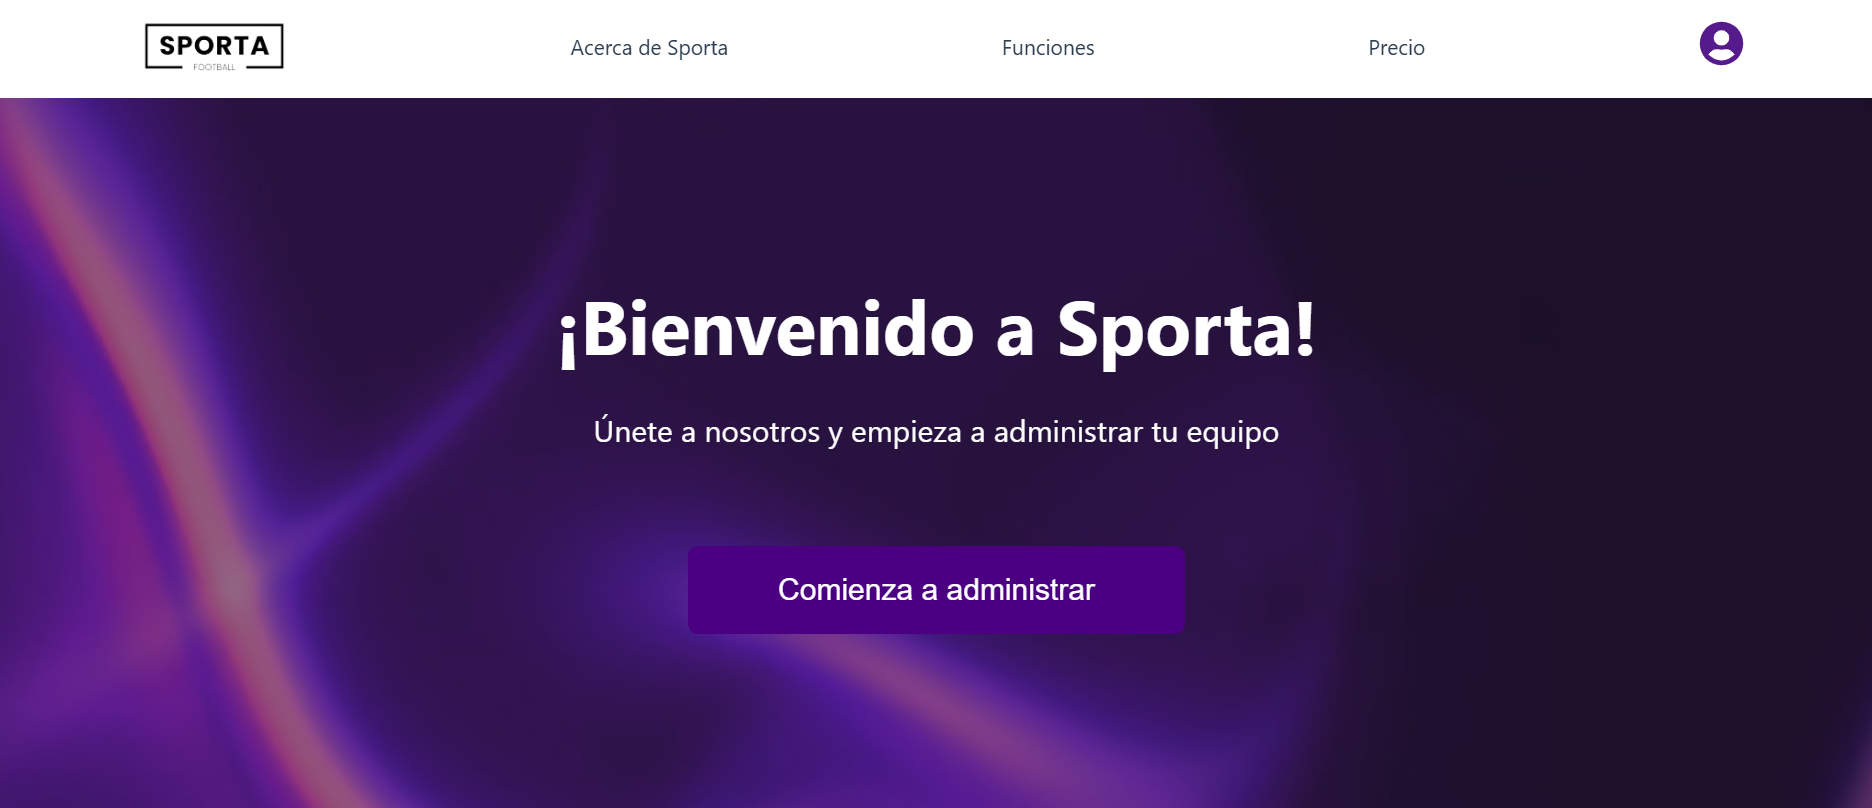 SPORTA
FOOTBALL
Acerca de Sporta
Funciones
Precio
¡Bienvenido a Sporta!
Únete a nosotros y empieza a administrar tu equipo
Comienza a administrar